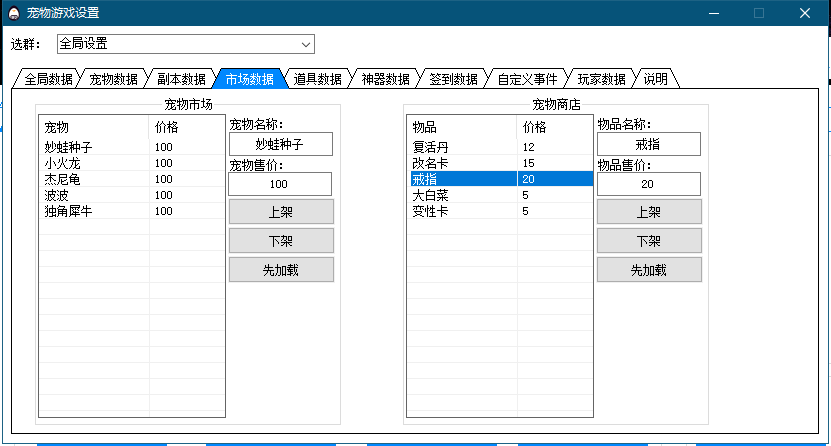 宠物游戏设置
选群： 全局设置
全局数据 宠物数据 副本数据 市场数据 道具数据 神器数据 签到数据 自定义事件 玩家数据 说明
宠物市场
宠物 价格
妙蛙种子 100
小火龙 100
杰尼龟 100
波波 100
独角犀牛 100
宠物名称：
妙蛙种子
宠物售价：
100
上架
下架
先加载
宠物商店
物品 价格
复活丹 12
改名卡 15
戒指 20
大白菜 5
变性卡 5
物品名称：
戒指
物品售价：
20
上架
下架
先加载